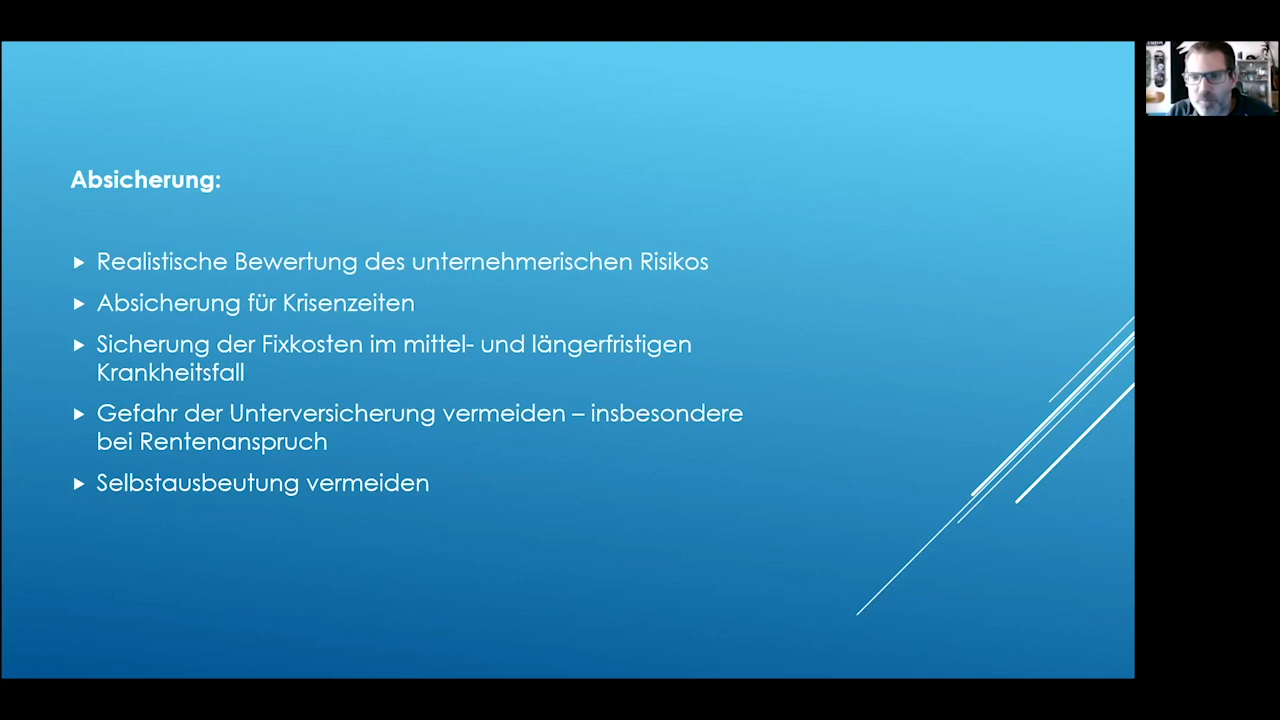 Absicherung:
Realistische Bewertung des unternehmerischen Risikos
Absicherung für Krisenzeiten
Sicherung der Fixkosten im mittel- und längerfristigen
Krankheitsfall
Gefahr der Unterversicherung vermeiden – insbesondere
bei Rentenanspruch
Selbstausbeutung vermeiden